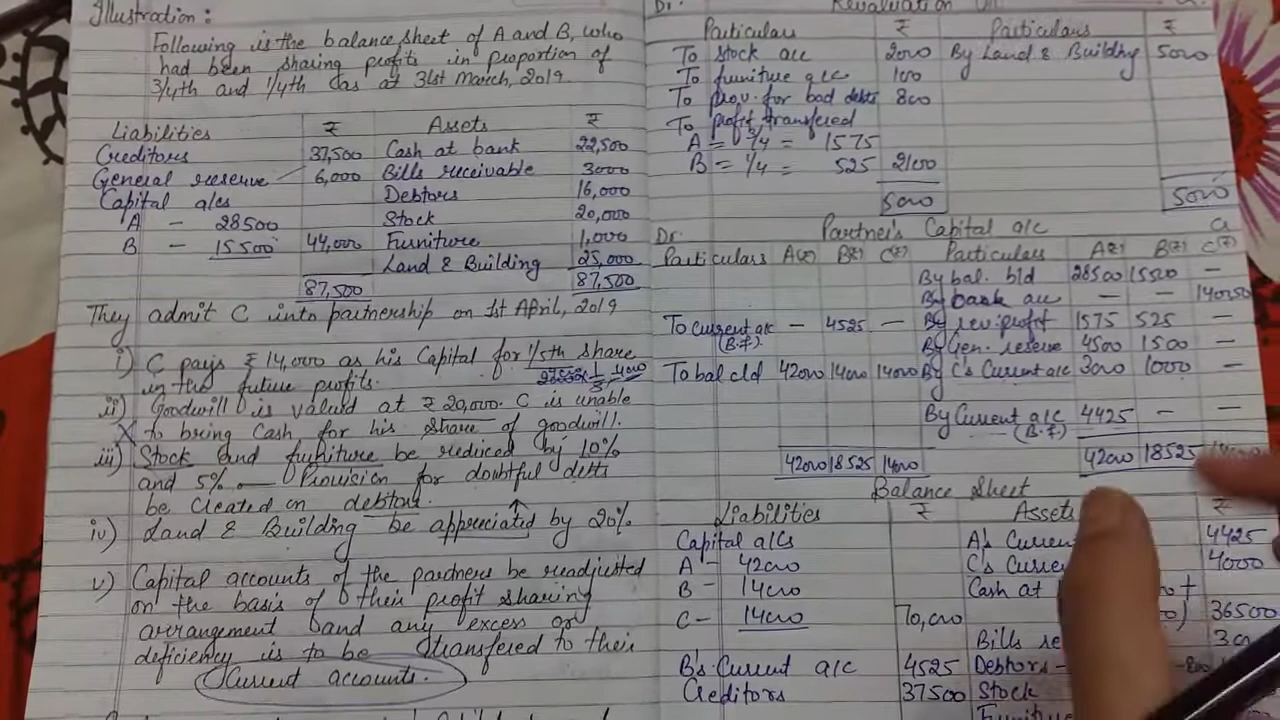 Illustration :
Following is the balance sheet of A and B, who
had been sharing profits in proportion of
3/4th and 1/4th as at 31st March, 2019
Liabilities ₹ Assets ₹
Creditors 37,500 Cash at bank 22,500
General reserve 6,000 Bills receivable 3000
Capital a/cs Debtors 16,000
A - 28500 Stock 20,000
B - 15500 44,000 Furniture 1,000
Land & Building 25,000
87,500 87,500
They admit C into partnership on 1st April, 2019
i) C pays ₹ 14,000 as his Capital for 1/5th share
in the future profits.
ii) Goodwill is valued at ₹ 20,000. C is unable
to bring Cash for his share of goodwill.
iii) Stock and furniture be reduced by 10%
and 5%. Provision for doubtful debts
be created on debtors.
iv) Land & Building be appreciated by 20%.
v) Capital accounts of the partners be readjusted
on the basis of their profit sharing
arrangement and any excess or
deficiency is to be transfered to their
Current accounts.
Dr. Revaluation
Particulars ₹ Particulars ₹
To stock a/c 2000 By Land & Building 5000
To furniture a/c 100
To prov. for bad debts 800
To profit transfered
A = 3/4 = 1575
B = 1/4 = 525 2100
5000 5000
Dr. Partner's Capital a/c Cr
Particulars A(₹) B(₹) C(₹) Particulars A(₹) B(₹) C(₹)
By bal. b/d 28500 15500 —
By bank a/c — — 14000
To Current a/c — 4525 — By rev. profit 1575 525 —
(B.f.) By Gen. reserve 4500 1500 —
To bal c/d 42000 14000 14000 By C's Current a/c 3000 1000 —
By Current a/c 4425 — —
(B.f.)
42000 18525 14000 42000 18525
Balance Sheet
Liabilities ₹ Assets ₹
Capital a/cs A's Curren 4425
A - 42000 C's Curre 4000
B - 14000 Cash at
C - 14000 70,000 36500
Bills re
B's Current a/c 4525 Debtors -
Creditors 37500 Stock